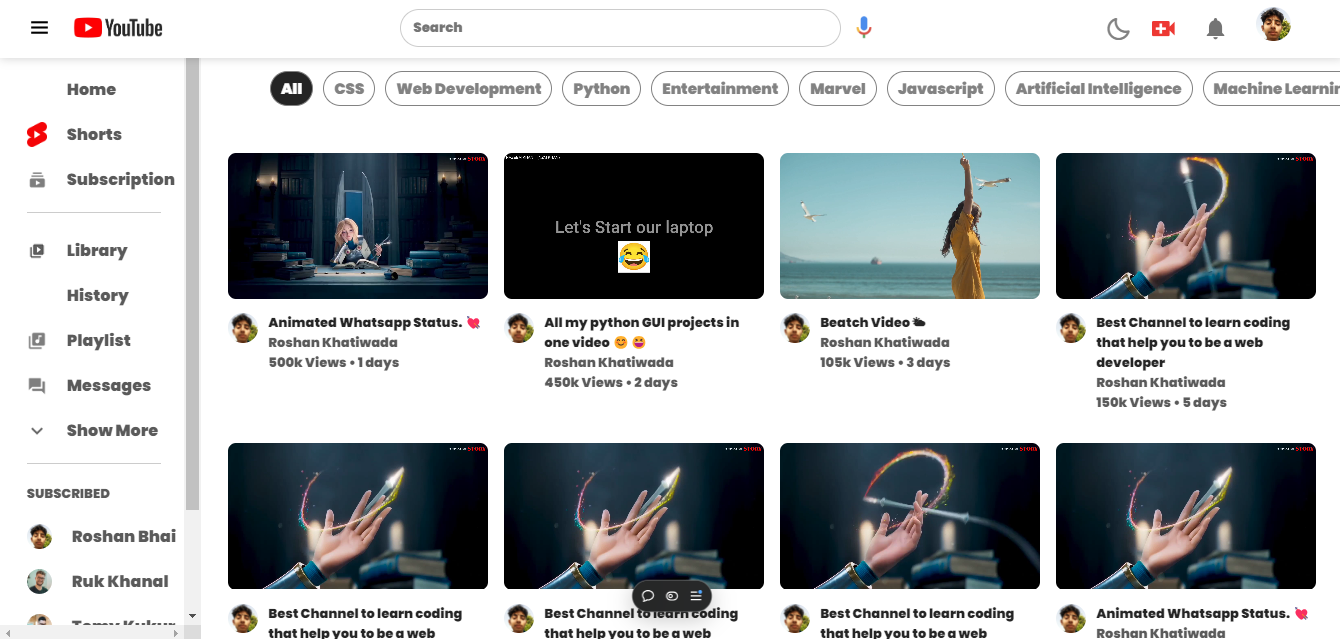 YouTube
Search
All
CSS
Web Development
Python
Entertainment
Marvel
Javascript
Artificial Intelligence
Home
Shorts
Subscription
Library
History
Playlist
Messages
Show More
SUBSCRIBED
Roshan Bhai
Ruk Khanal
Let's Start our laptop
Animated Whatsapp Status. 💘
Roshan Khatiwada
500k Views • 1 days
All my python GUI projects in
one video 😊 😆
Roshan Khatiwada
450k Views • 2 days
Beatch Video 🌥
Roshan Khatiwada
105k Views • 3 days
Best Channel to learn coding
that help you to be a web
developer
Roshan Khatiwada
150k Views • 5 days
Best Channel to learn coding
that help you to be a web
Best Channel to learn coding
that help you to be a web
Best Channel to learn coding
that help you to be a web
Animated Whatsapp Status. 💘
Roshan Khatiwada